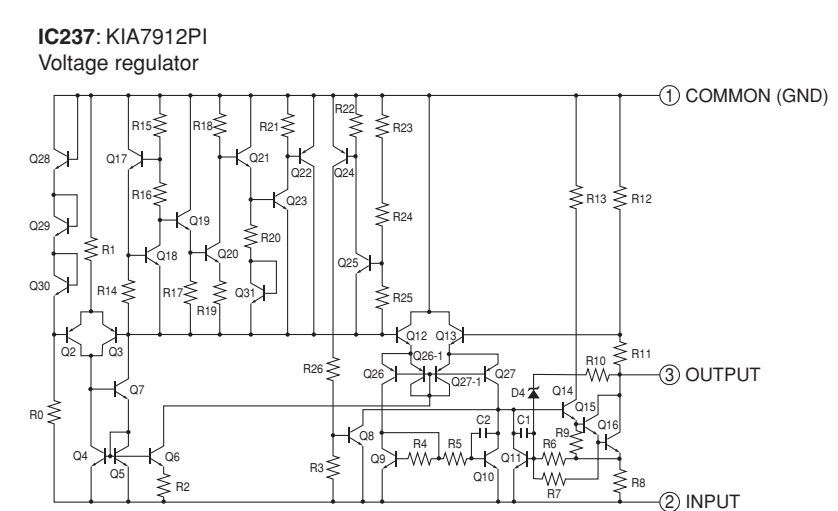 IC237: KIA7912PI
Voltage regulator
① COMMON (GND)
R15 R18 R21 R22 R23
Q28 Q17 Q21 Q22 Q24
R16 Q23 R13 R12
Q29 Q19 R24
R1 Q18 Q20 R20 Q25
Q30 R14 R17 R19 Q31 R25
Q2 Q3 Q12 Q13
Q26-1 R10 R11
R26 Q26 Q27-1 Q27 ③ OUTPUT
Q7 D4 Q14
R0 C2 C1 Q15
Q8 R9 Q16
Q4 Q5 Q6 R4 R5 R6
R2 R3 Q9 Q10 Q11 R7 R8
② INPUT